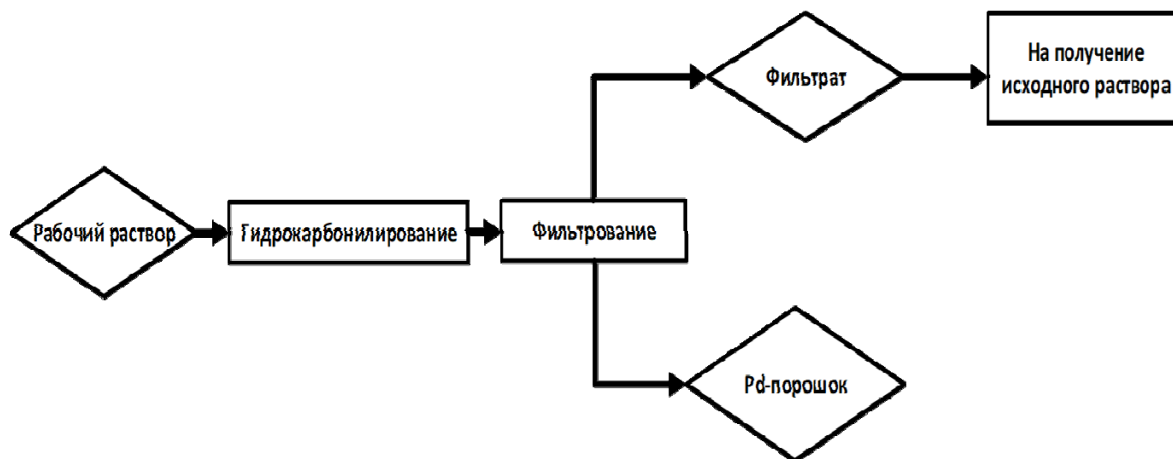 Рабочий раствор
Гидрокарбонилирование
Фильтрование
Фильтрат
На получение
исходного раствора
Pd-порошок